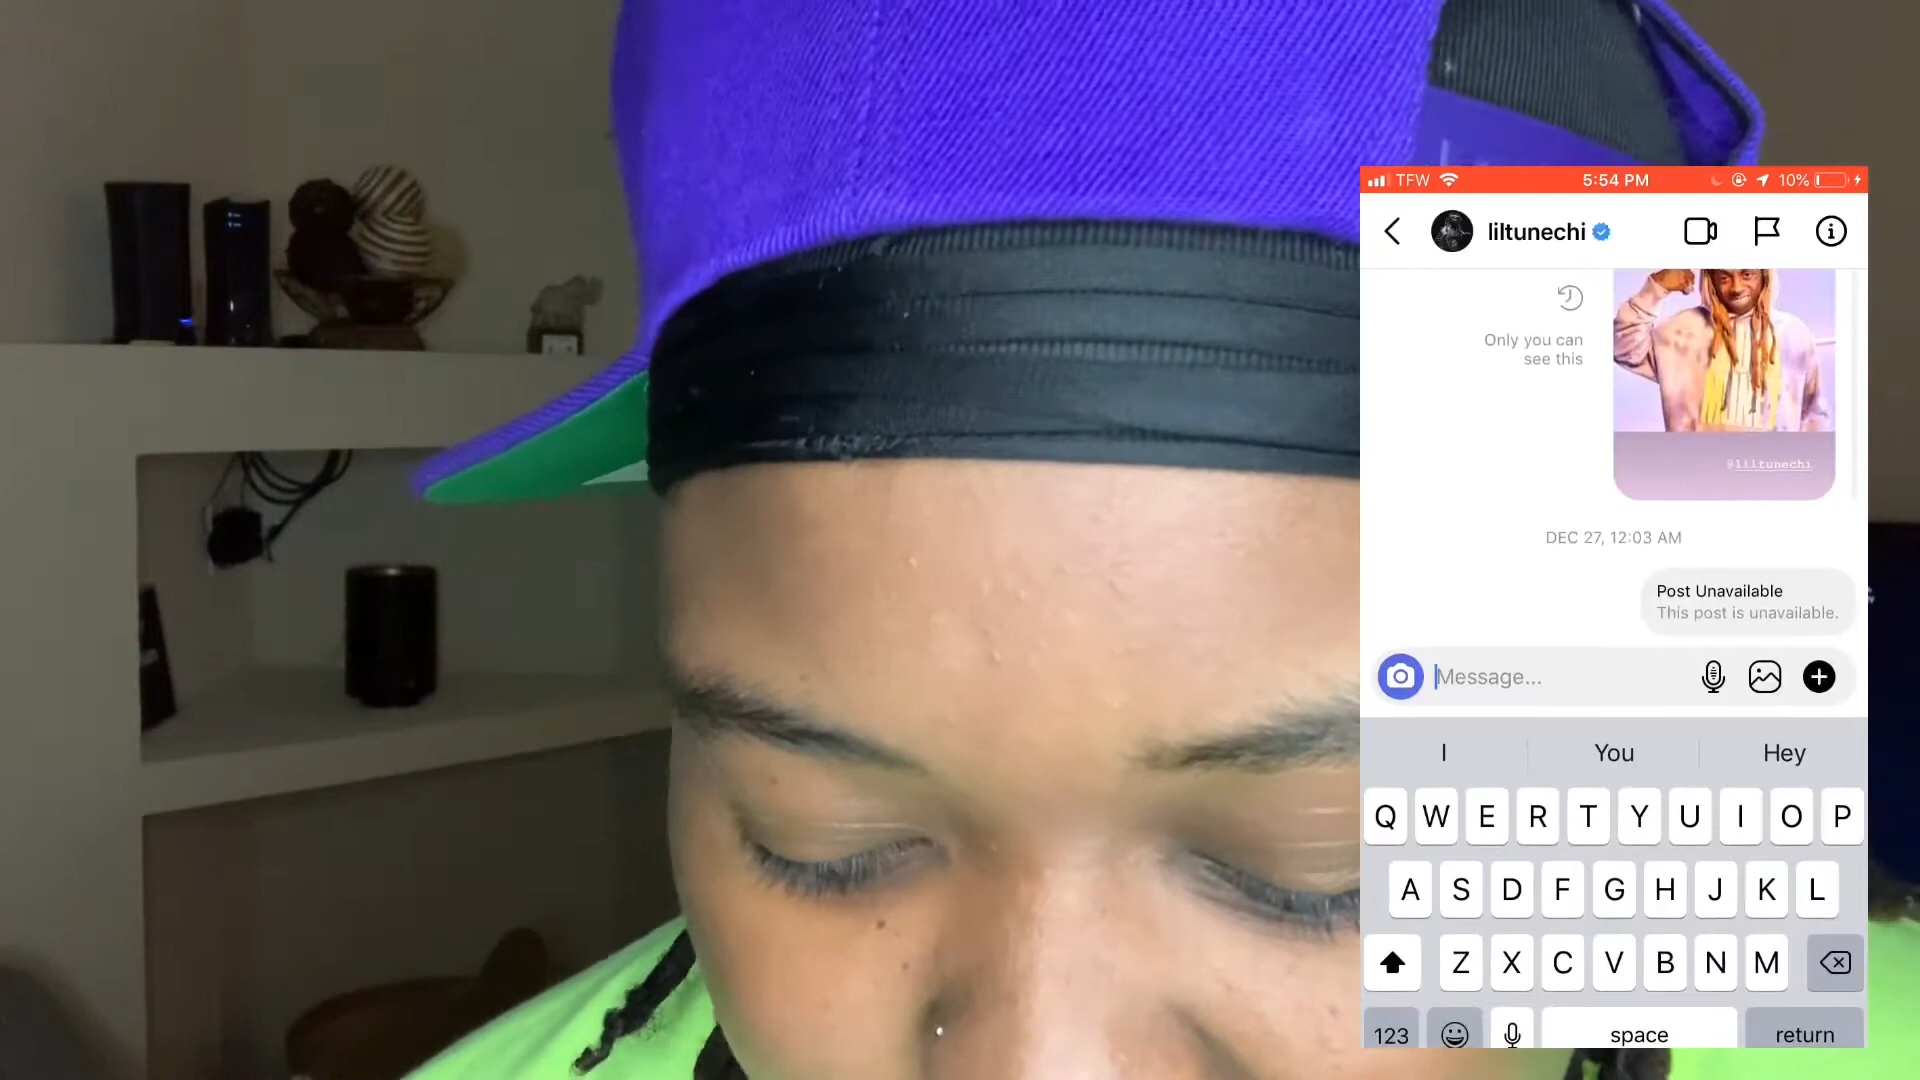 TFW 5:54 PM 10%
liltunechi
Only you can
see this
@liltunechi
DEC 27, 12:03 AM
Post Unavailable
This post is unavailable.
Message...
I You Hey
Q W E R T Y U I O P
A S D F G H J K L
Z X C V B N M
123 space return